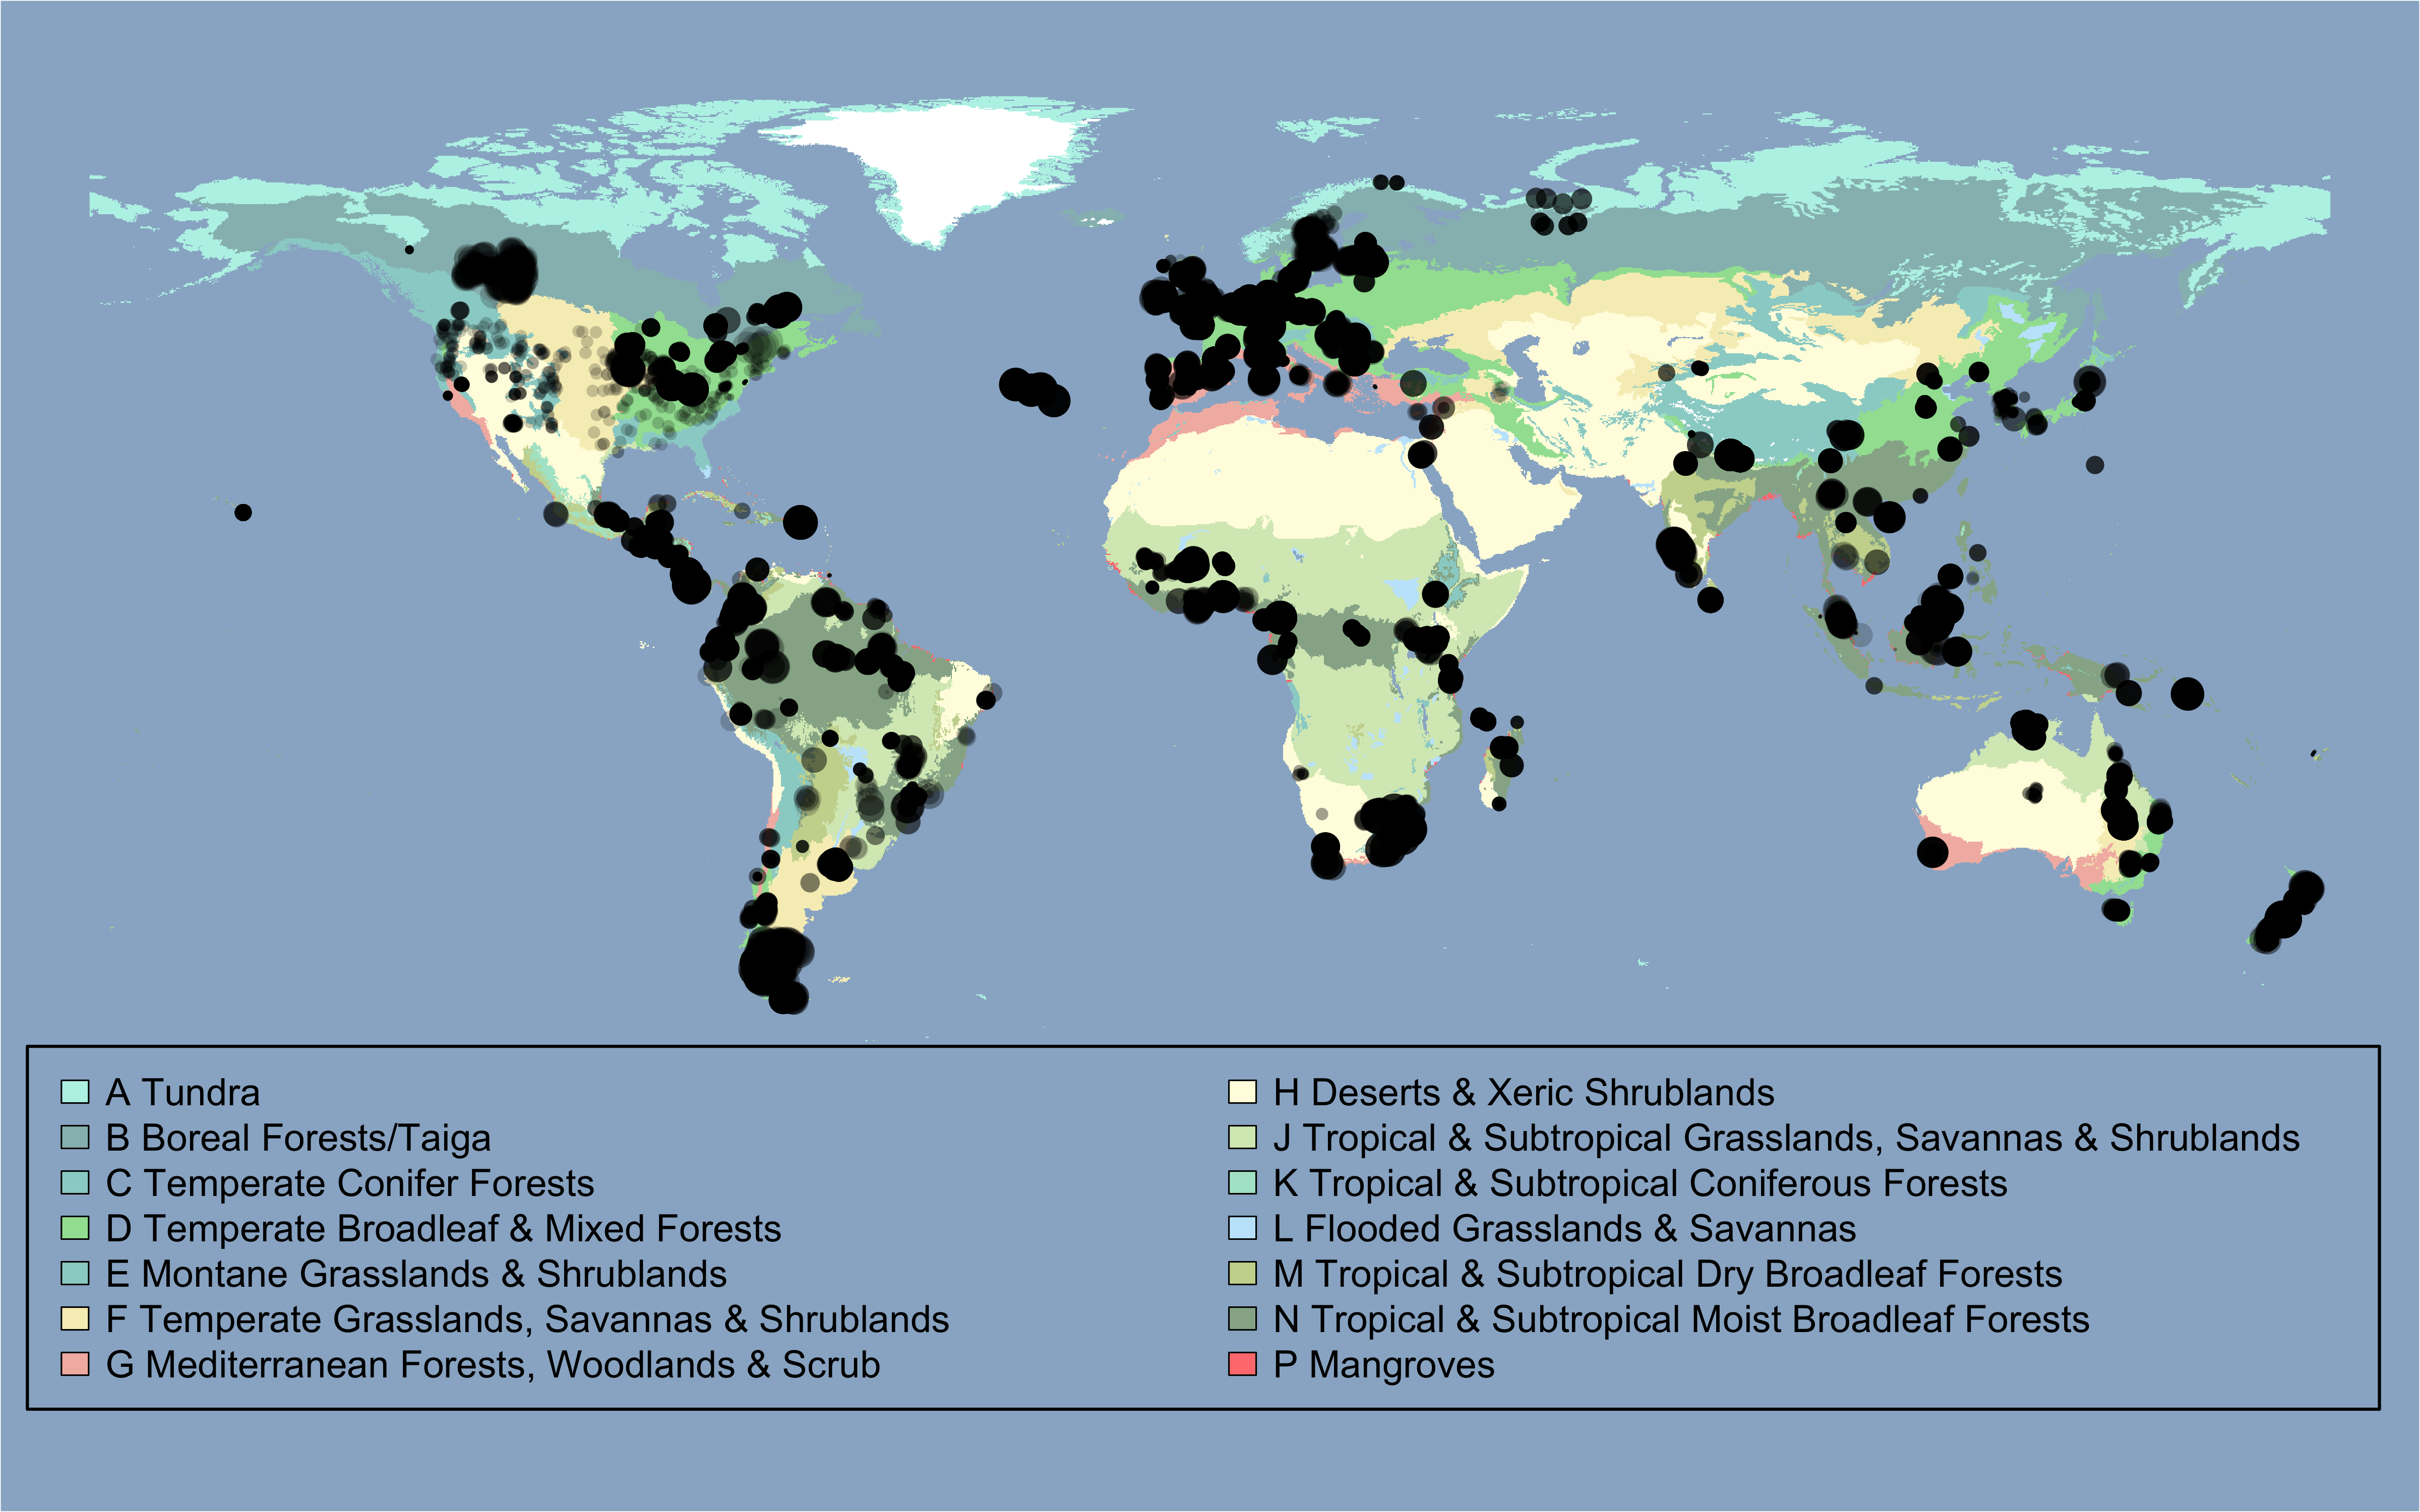 A Tundra
B Boreal Forests/Taiga
C Temperate Conifer Forests
D Temperate Broadleaf & Mixed Forests
E Montane Grasslands & Shrublands
F Temperate Grasslands, Savannas & Shrublands
G Mediterranean Forests, Woodlands & Scrub
H Deserts & Xeric Shrublands
J Tropical & Subtropical Grasslands, Savannas & Shrublands
K Tropical & Subtropical Coniferous Forests
L Flooded Grasslands & Savannas
M Tropical & Subtropical Dry Broadleaf Forests
N Tropical & Subtropical Moist Broadleaf Forests
P Mangroves